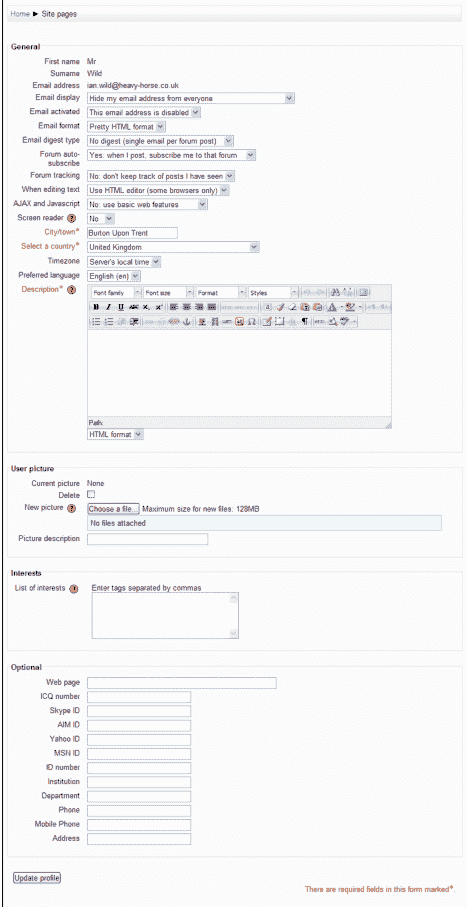 Home ► Site pages
General
First name Mr
Surname Wild
Email address ian.wild@heavy-horse.co.uk
Email display Hide my email address from everyone
Email activated This email address is disabled
Email format Pretty HTML format
Email digest type No digest (single email per forum post)
Forum auto-subscribe Yes: when I post, subscribe me to that forum
Forum tracking No: don't keep track of posts I have seen
When editing text Use HTML editor (some browsers only)
AJAX and Javascript No: use basic web features
Screen reader No
City/town* Burton Upon Trent
Select a country* United Kingdom
Timezone Server's local time
Preferred language English (en)
Description*
Font family Font size Format Styles
B I U ABC X, X²
Path:
HTML format
User picture
Current picture None
Delete
New picture Choose a file... Maximum size for new files: 128MB
No files attached
Picture description
Interests
List of interests Enter tags separated by commas
Optional
Web page
ICQ number
Skype ID
AIM ID
Yahoo ID
MSN ID
ID number
Institution
Department
Phone
Mobile Phone
Address
Update profile
There are required fields in this form marked*.